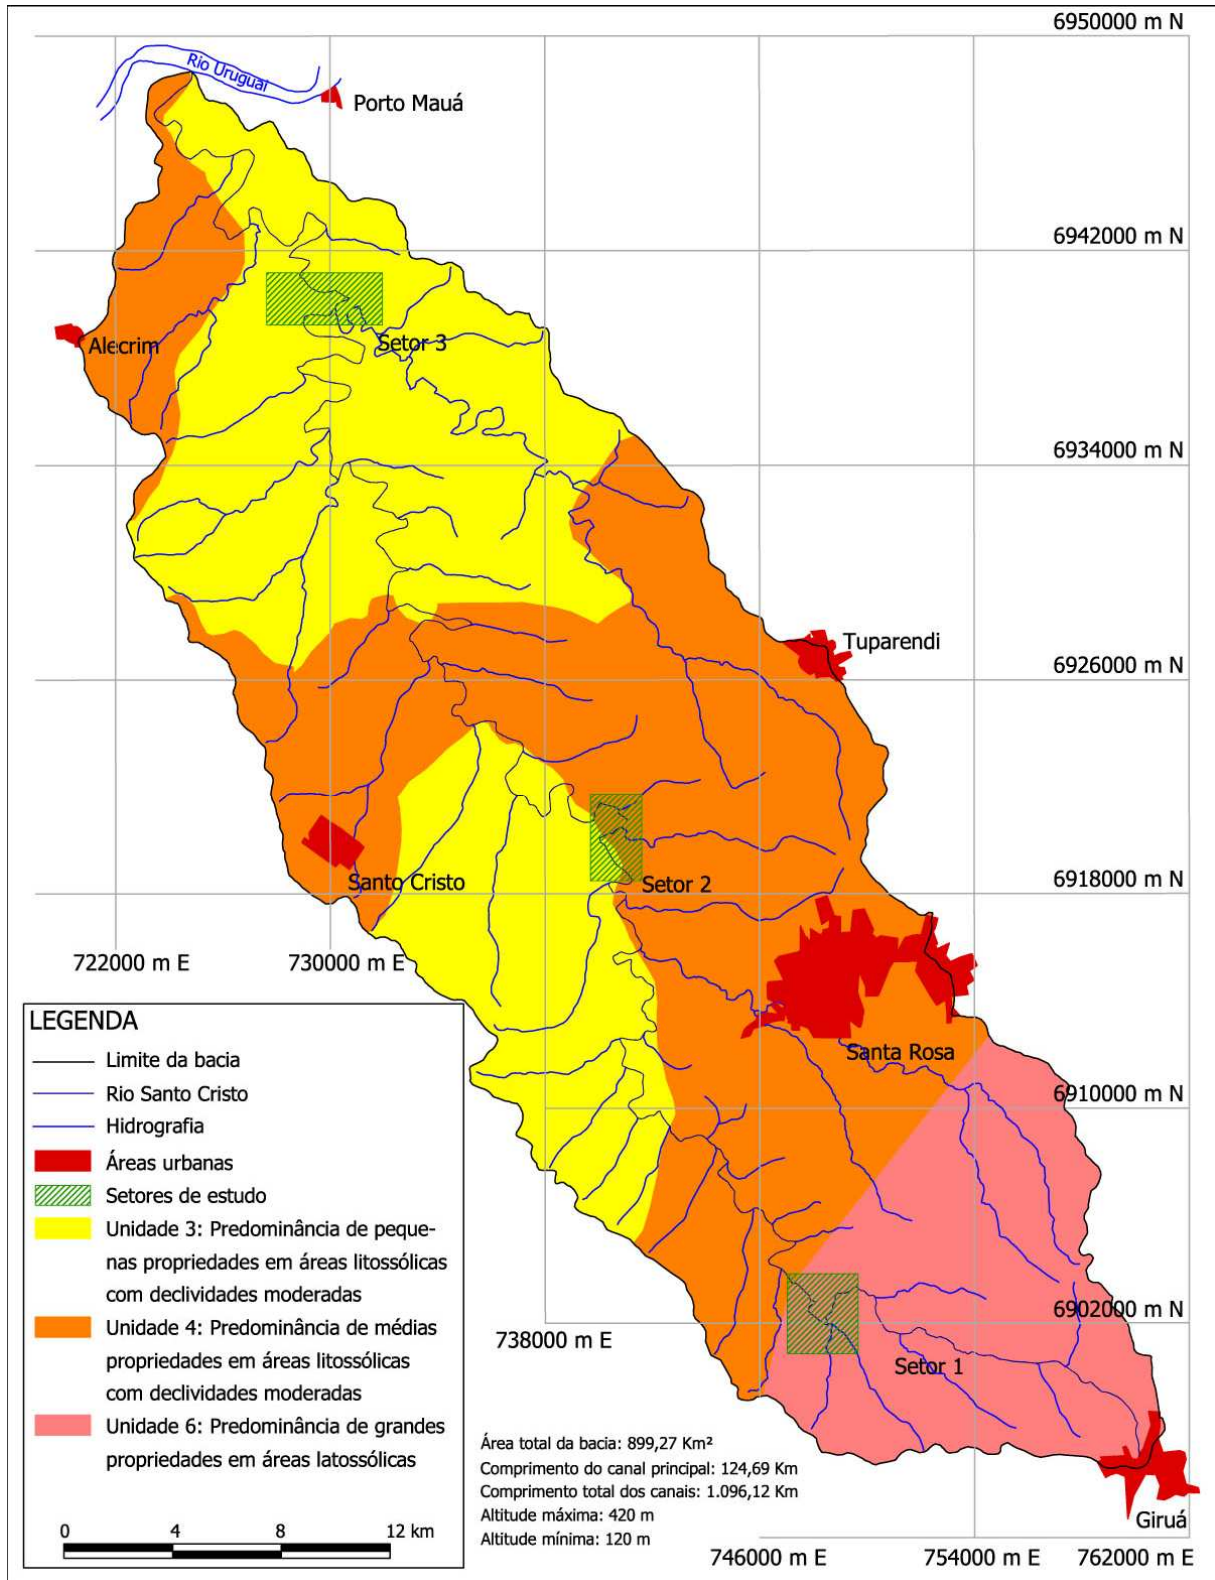 6950000 m N
Rio Uruguai
Porto Mauá
6942000 m N
Alecrim
Setor 3
6934000 m N
Tuparendi
6926000 m N
Santo Cristo
Setor 2
6918000 m N
722000 m E
730000 m E
Santa Rosa
6910000 m N
6902000 m N
738000 m E
Setor 1
Giruá
746000 m E
754000 m E
762000 m E
LEGENDA
Limite da bacia
Rio Santo Cristo
Hidrografia
Áreas urbanas
Setores de estudo
Unidade 3: Predominância de peque-
nas propriedades em áreas litossólicas
com declividades moderadas
Unidade 4: Predominância de médias
propriedades em áreas litossólicas
com declividades moderadas
Unidade 6: Predominância de grandes
propriedades em áreas latossólicas
0 4 8 12 km
Área total da bacia: 899,27 Km²
Comprimento do canal principal: 124,69 Km
Comprimento total dos canais: 1.096,12 Km
Altitude máxima: 420 m
Altitude mínima: 120 m